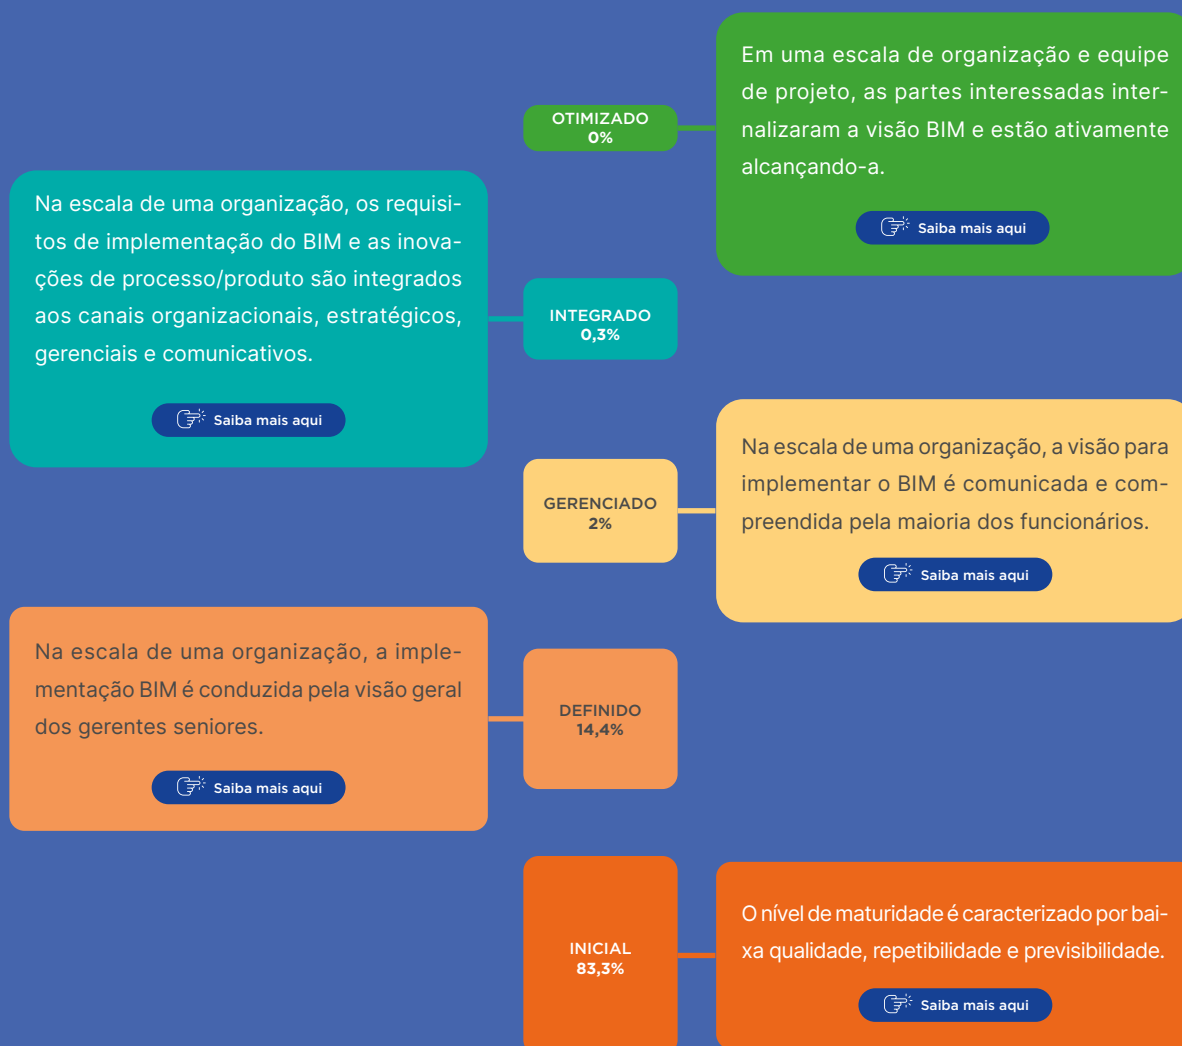 OTIMIZADO
0%
Em uma escala de organização e equipe
de projeto, as partes interessadas inter-
nalizaram a visão BIM e estão ativamente
alcançando-a.
Saiba mais aqui
Na escala de uma organização, os requisi-
tos de implementação do BIM e as inova-
ções de processo/produto são integrados
aos canais organizacionais, estratégicos,
gerenciais e comunicativos.
Saiba mais aqui
INTEGRADO
0,3%
GERENCIADO
2%
Na escala de uma organização, a visão para
implementar o BIM é comunicada e com-
preendida pela maioria dos funcionários.
Saiba mais aqui
Na escala de uma organização, a imple-
mentação BIM é conduzida pela visão geral
dos gerentes seniores.
Saiba mais aqui
DEFINIDO
14,4%
INICIAL
83,3%
O nível de maturidade é caracterizado por bai-
xa qualidade, repetibilidade e previsibilidade.
Saiba mais aqui